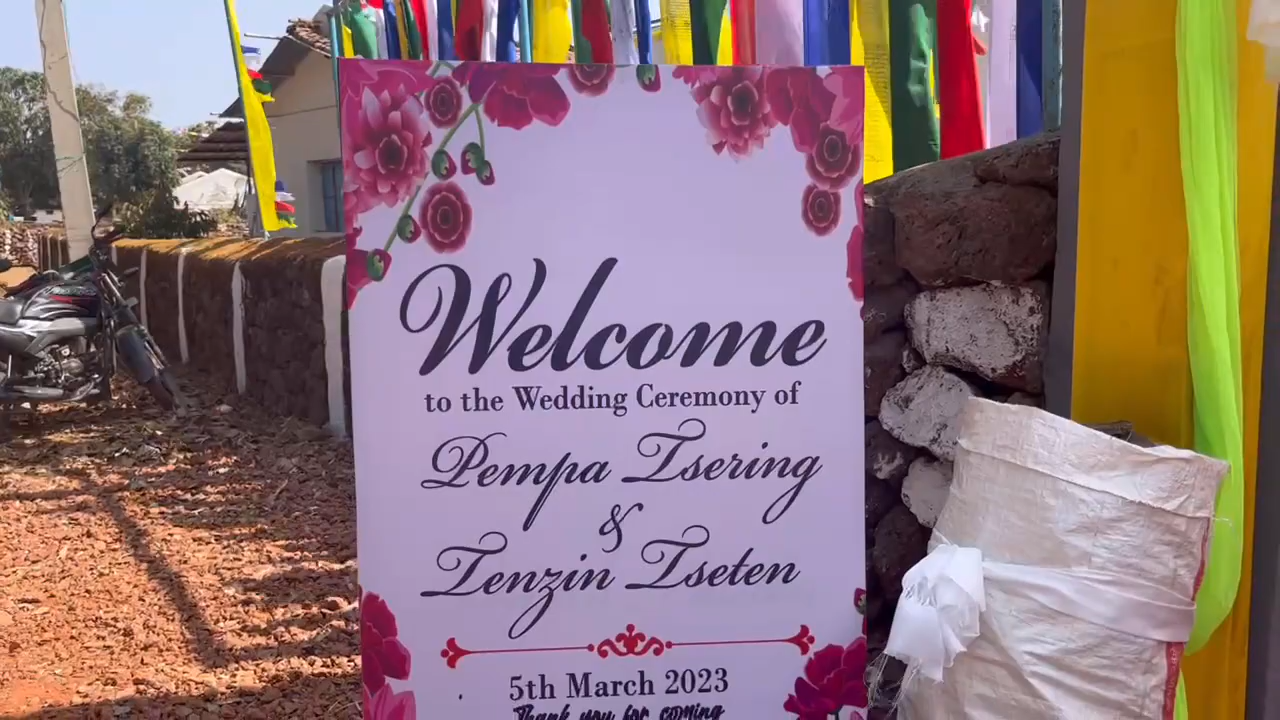 Welcome
to the Wedding Ceremony of
Pempa Tsering
&
Tenzin Tseten
5th March 2023
Thank you for coming